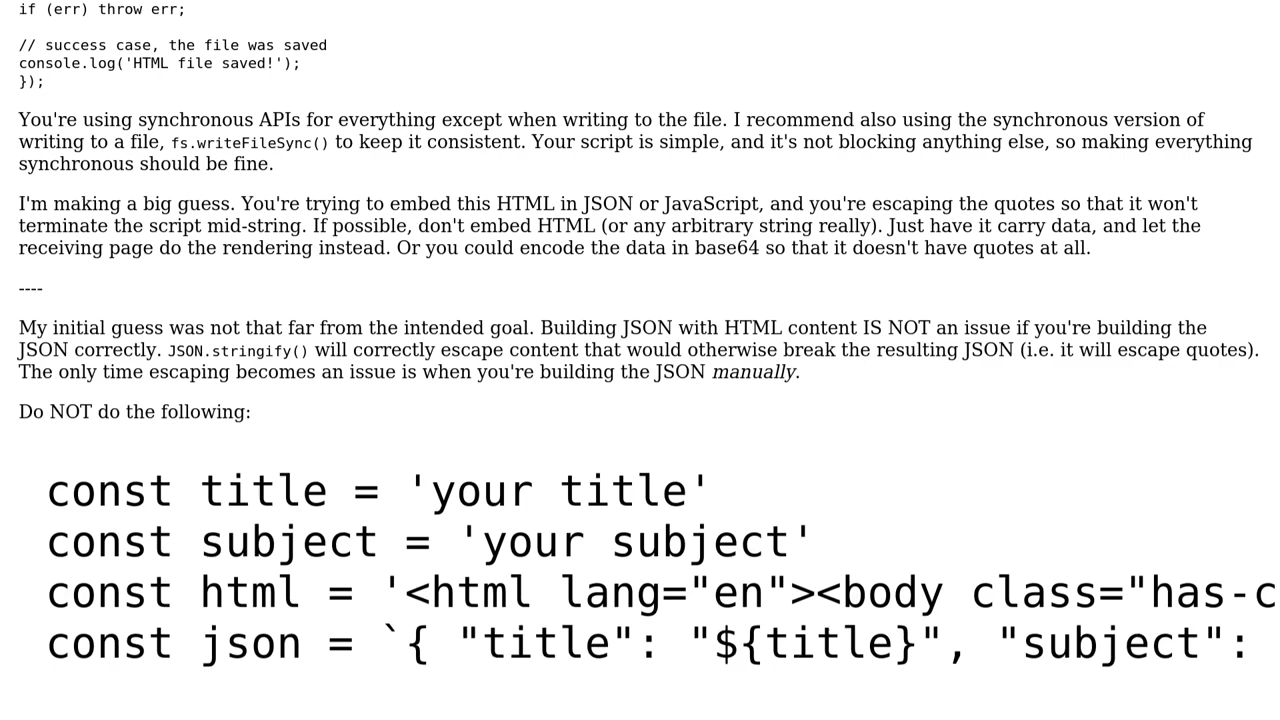 if (err) throw err;
// success case, the file was saved
console.log('HTML file saved!');
});
You're using synchronous APIs for everything except when writing to the file. I recommend also using the synchronous version of
writing to a file, fs.writeFileSync() to keep it consistent. Your script is simple, and it's not blocking anything else, so making everything
synchronous should be fine.
I'm making a big guess. You're trying to embed this HTML in JSON or JavaScript, and you're escaping the quotes so that it won't
terminate the script mid-string. If possible, don't embed HTML (or any arbitrary string really). Just have it carry data, and let the
receiving page do the rendering instead. Or you could encode the data in base64 so that it doesn't have quotes at all.
----
My initial guess was not that far from the intended goal. Building JSON with HTML content IS NOT an issue if you're building the
JSON correctly. JSON.stringify() will correctly escape content that would otherwise break the resulting JSON (i.e. it will escape quotes).
The only time escaping becomes an issue is when you're building the JSON manually.
Do NOT do the following:
const title = 'your title'
const subject = 'your subject'
const html = '<html lang="en"><body class="has-c
const json = `{ "title": "${title}", "subject":